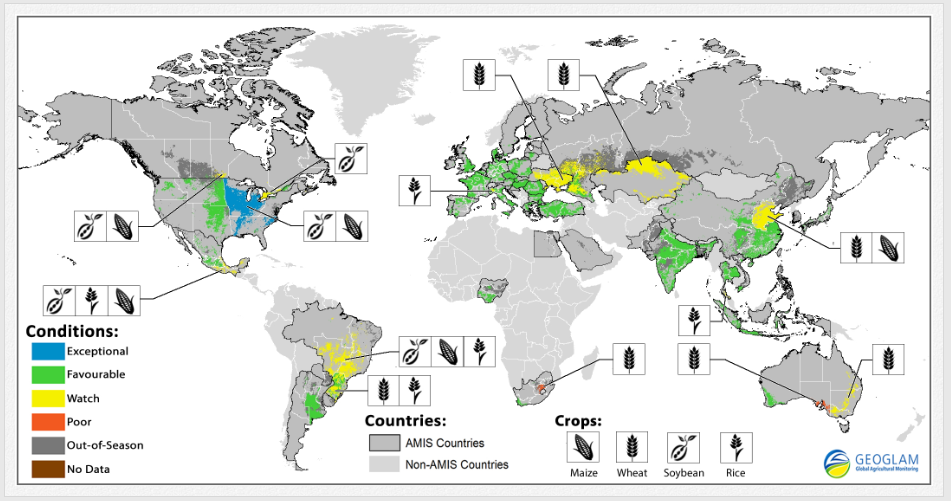 Conditions:
Exceptional
Favourable
Watch
Poor
Out-of-Season
No Data
Countries:
AMIS Countries
Non-AMIS Countries
Crops:
Maize
Wheat
Soybean
Rice
GEOGLAM
Global Agricultural Monitoring